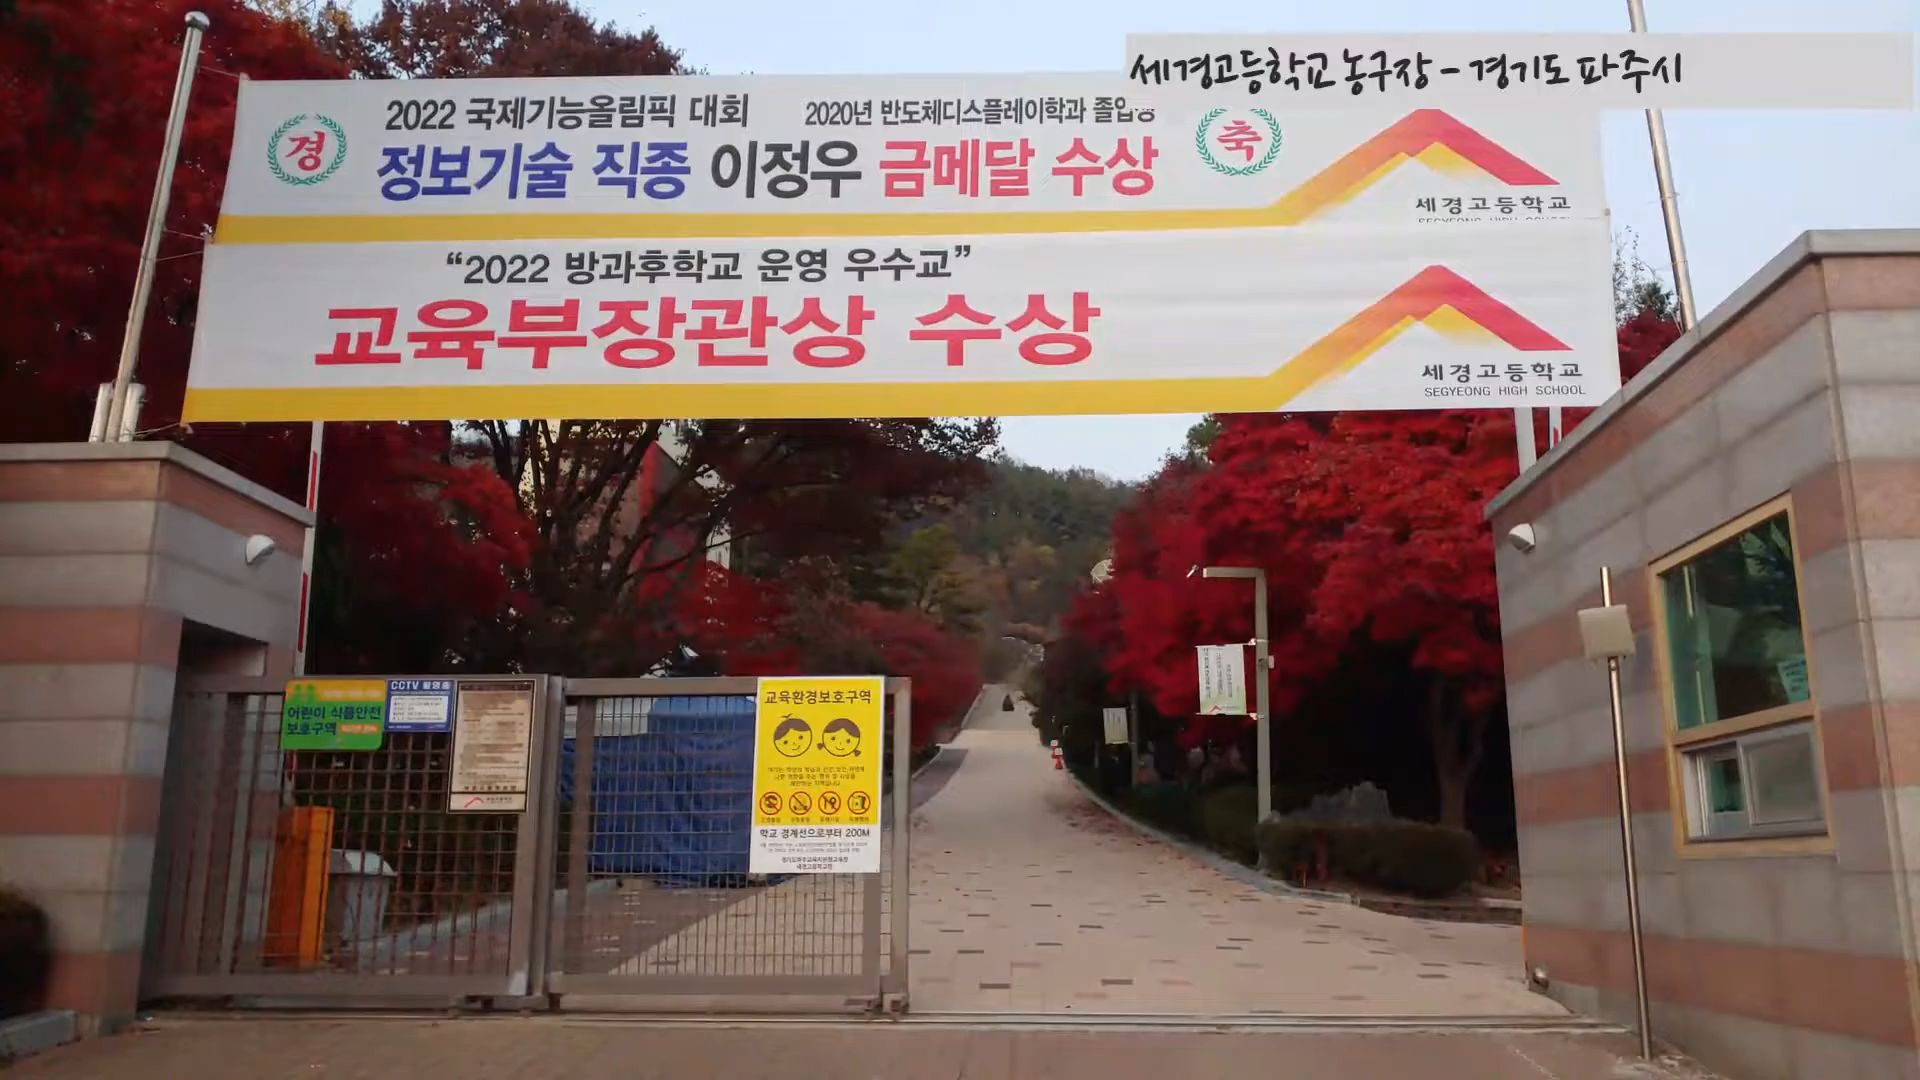 세경고등학교 농구장 - 경기도 파주시
2022 국제기능올림픽 대회
2020년 반도체디스플레이학과 졸업생
경
정보기술 직종 이정우 금메달 수상
축
세경고등학교
SEGYEONG HIGH SCHOOL
“2022 방과후학교 운영 우수교”
교육부장관상 수상
세경고등학교
SEGYEONG HIGH SCHOOL
어린이 식품안전
보호구역
CCTV
교육환경보호구역
학교 경계선으로부터 200M